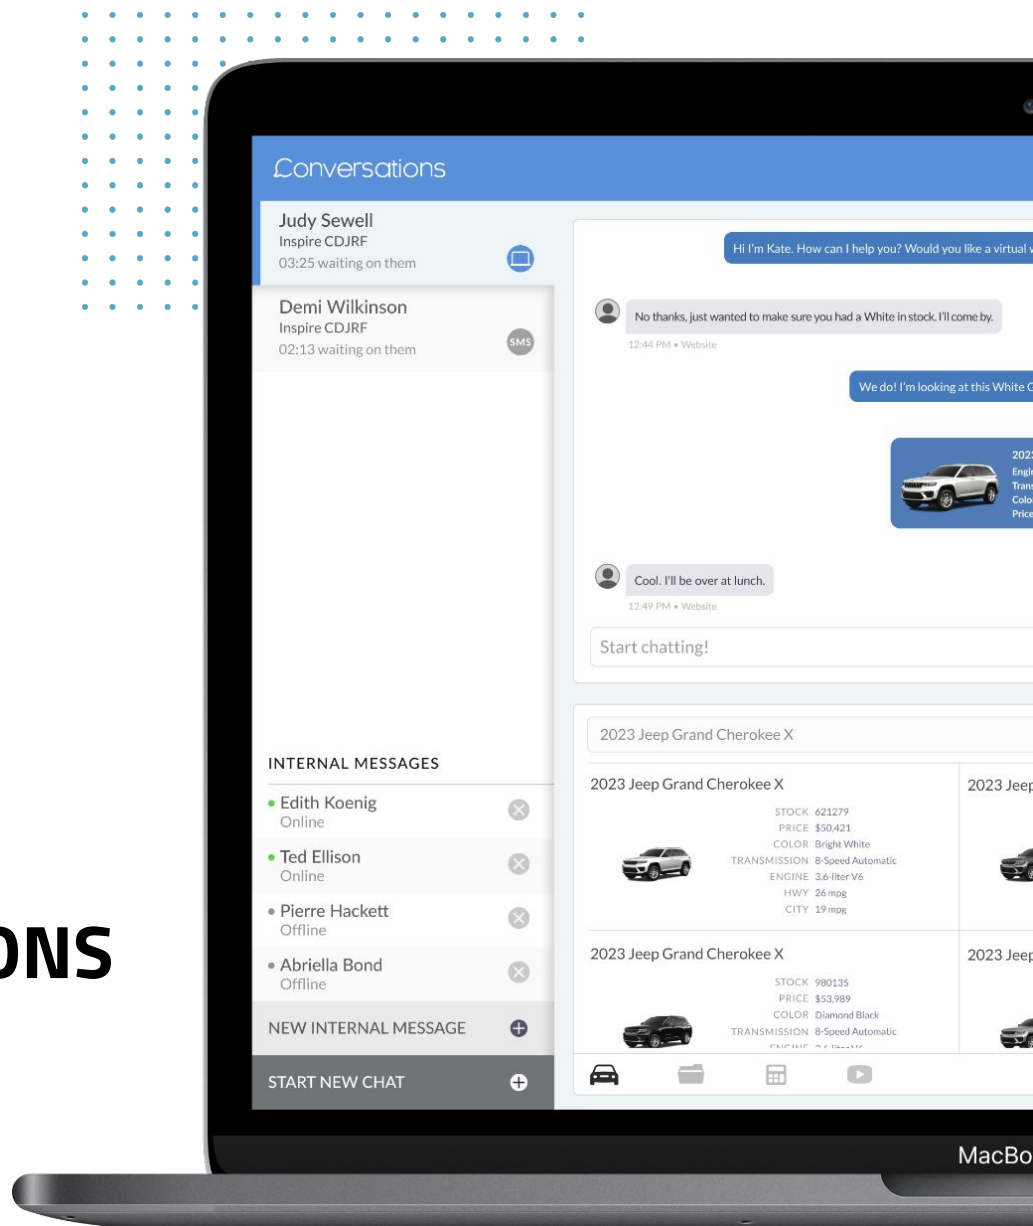 Conversations
Judy Sewell
Inspire CDJRF
03:25 waiting on them
Demi Wilkinson
Inspire CDJRF
02:13 waiting on them
SMS
Hi I'm Kate. How can I help you? Would you like a virtual
No thanks, just wanted to make sure you had a White in stock. I'll come by.
12:44 PM • Website
We do! I'm looking at this White
2023
Engin
Trans
Colo
Price
Cool. I'll be over at lunch.
12:49 PM • Website
Start chatting!
INTERNAL MESSAGES
Edith Koenig
Online
Ted Ellison
Online
Pierre Hackett
Offline
Abriella Bond
Offline
NEW INTERNAL MESSAGE
START NEW CHAT
2023 Jeep Grand Cherokee X
2023 Jeep Grand Cherokee X
STOCK 621279
PRICE $50,421
COLOR Bright White
TRANSMISSION 8-Speed Automatic
ENGINE 3.6-liter V6
HWY 26 mpg
CITY 19 mpg
2023 Jeep
2023 Jeep Grand Cherokee X
STOCK 980135
PRICE $53,989
COLOR Diamond Black
TRANSMISSION 8-Speed Automatic
2023 Jeep
ONS
MacBo